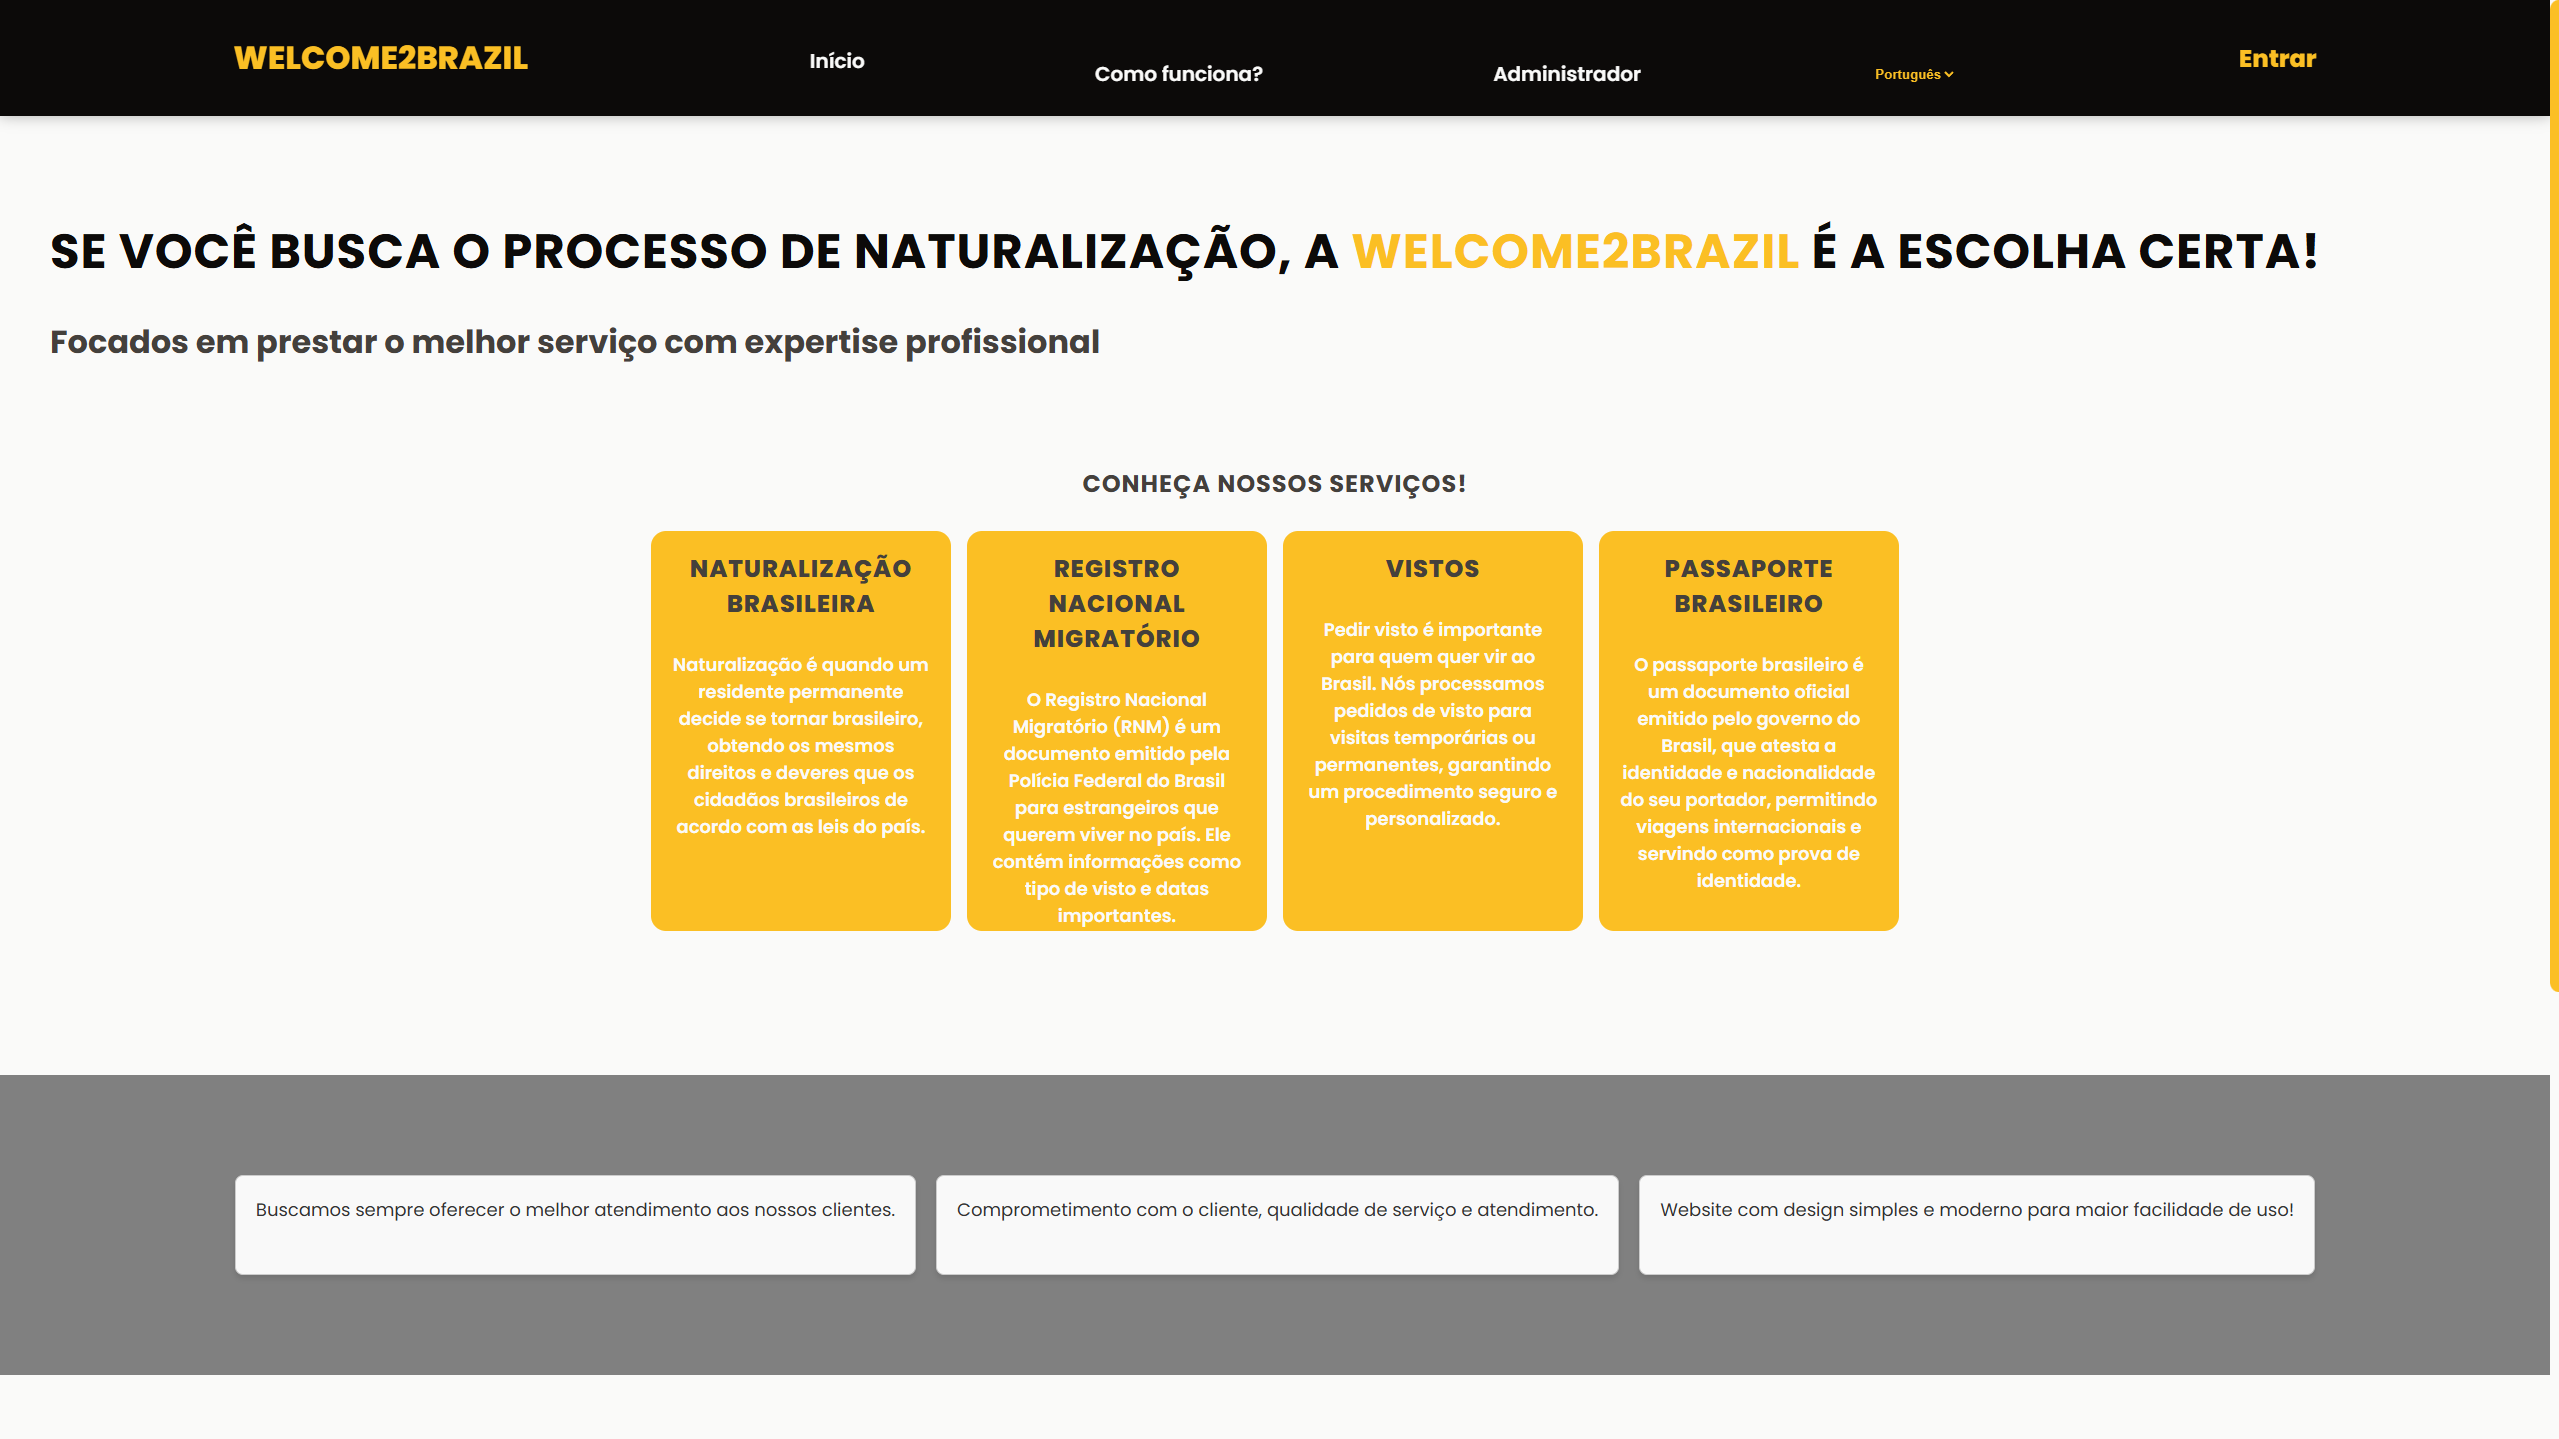 WELCOME2BRAZIL
Início
Como funciona?
Administrador
Português
Entrar
SE VOCÊ BUSCA O PROCESSO DE NATURALIZAÇÃO, A WELCOME2BRAZIL É A ESCOLHA CERTA!
Focados em prestar o melhor serviço com expertise profissional
CONHEÇA NOSSOS SERVIÇOS!
NATURALIZAÇÃO
BRASILEIRA
Naturalização é quando um
residente permanente
decide se tornar brasileiro,
obtendo os mesmos
direitos e deveres que os
cidadãos brasileiros de
acordo com as leis do país.
REGISTRO
NACIONAL
MIGRATÓRIO
O Registro Nacional
Migratório (RNM) é um
documento emitido pela
Polícia Federal do Brasil
para estrangeiros que
querem viver no país. Ele
contém informações como
tipo de visto e datas
importantes.
VISTOS
Pedir visto é importante
para quem quer vir ao
Brasil. Nós processamos
pedidos de visto para
visitas temporárias ou
permanentes, garantindo
um procedimento seguro e
personalizado.
PASSAPORTE
BRASILEIRO
O passaporte brasileiro é
um documento oficial
emitido pelo governo do
Brasil, que atesta a
identidade e nacionalidade
do seu portador, permitindo
viagens internacionais e
servindo como prova de
identidade.
Buscamos sempre oferecer o melhor atendimento aos nossos clientes.
Comprometimento com o cliente, qualidade de serviço e atendimento.
Website com design simples e moderno para maior facilidade de uso!